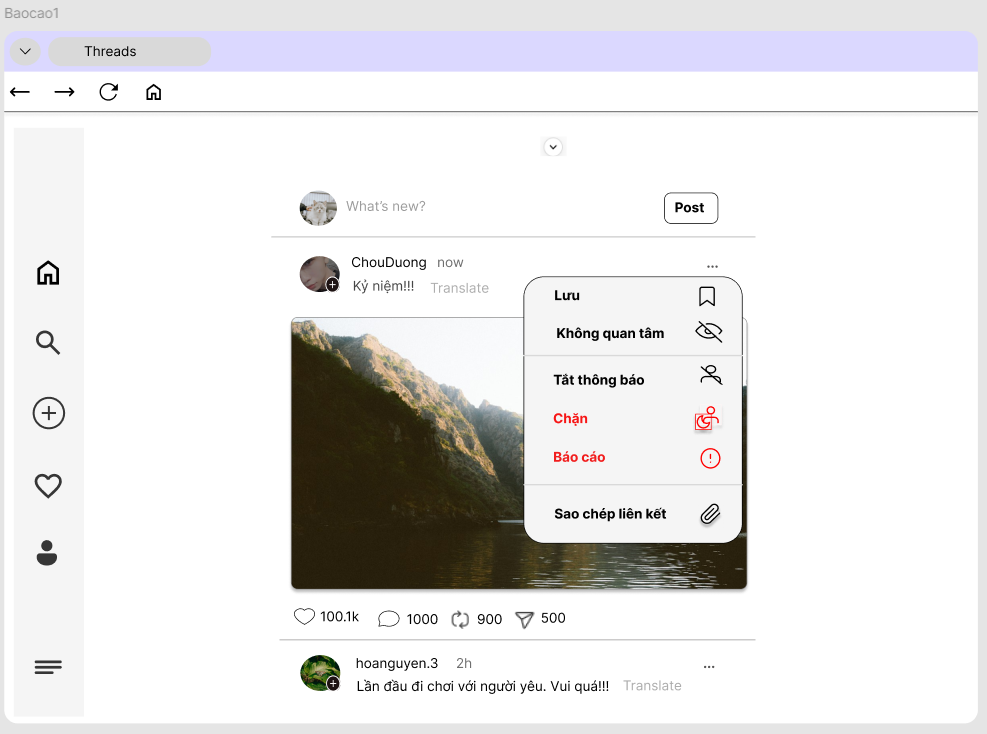 Baocao1
Threads
What's new?
Post
ChouDuong now
...
Kỷ niệm!!! Translate
Lưu
Không quan tâm
Tắt thông báo
Chặn
Báo cáo
Sao chép liên kết
100.1k 1000 900 500
hoanguyen.3 2h
...
Lần đầu đi chơi với người yêu. Vui quá!!! Translate